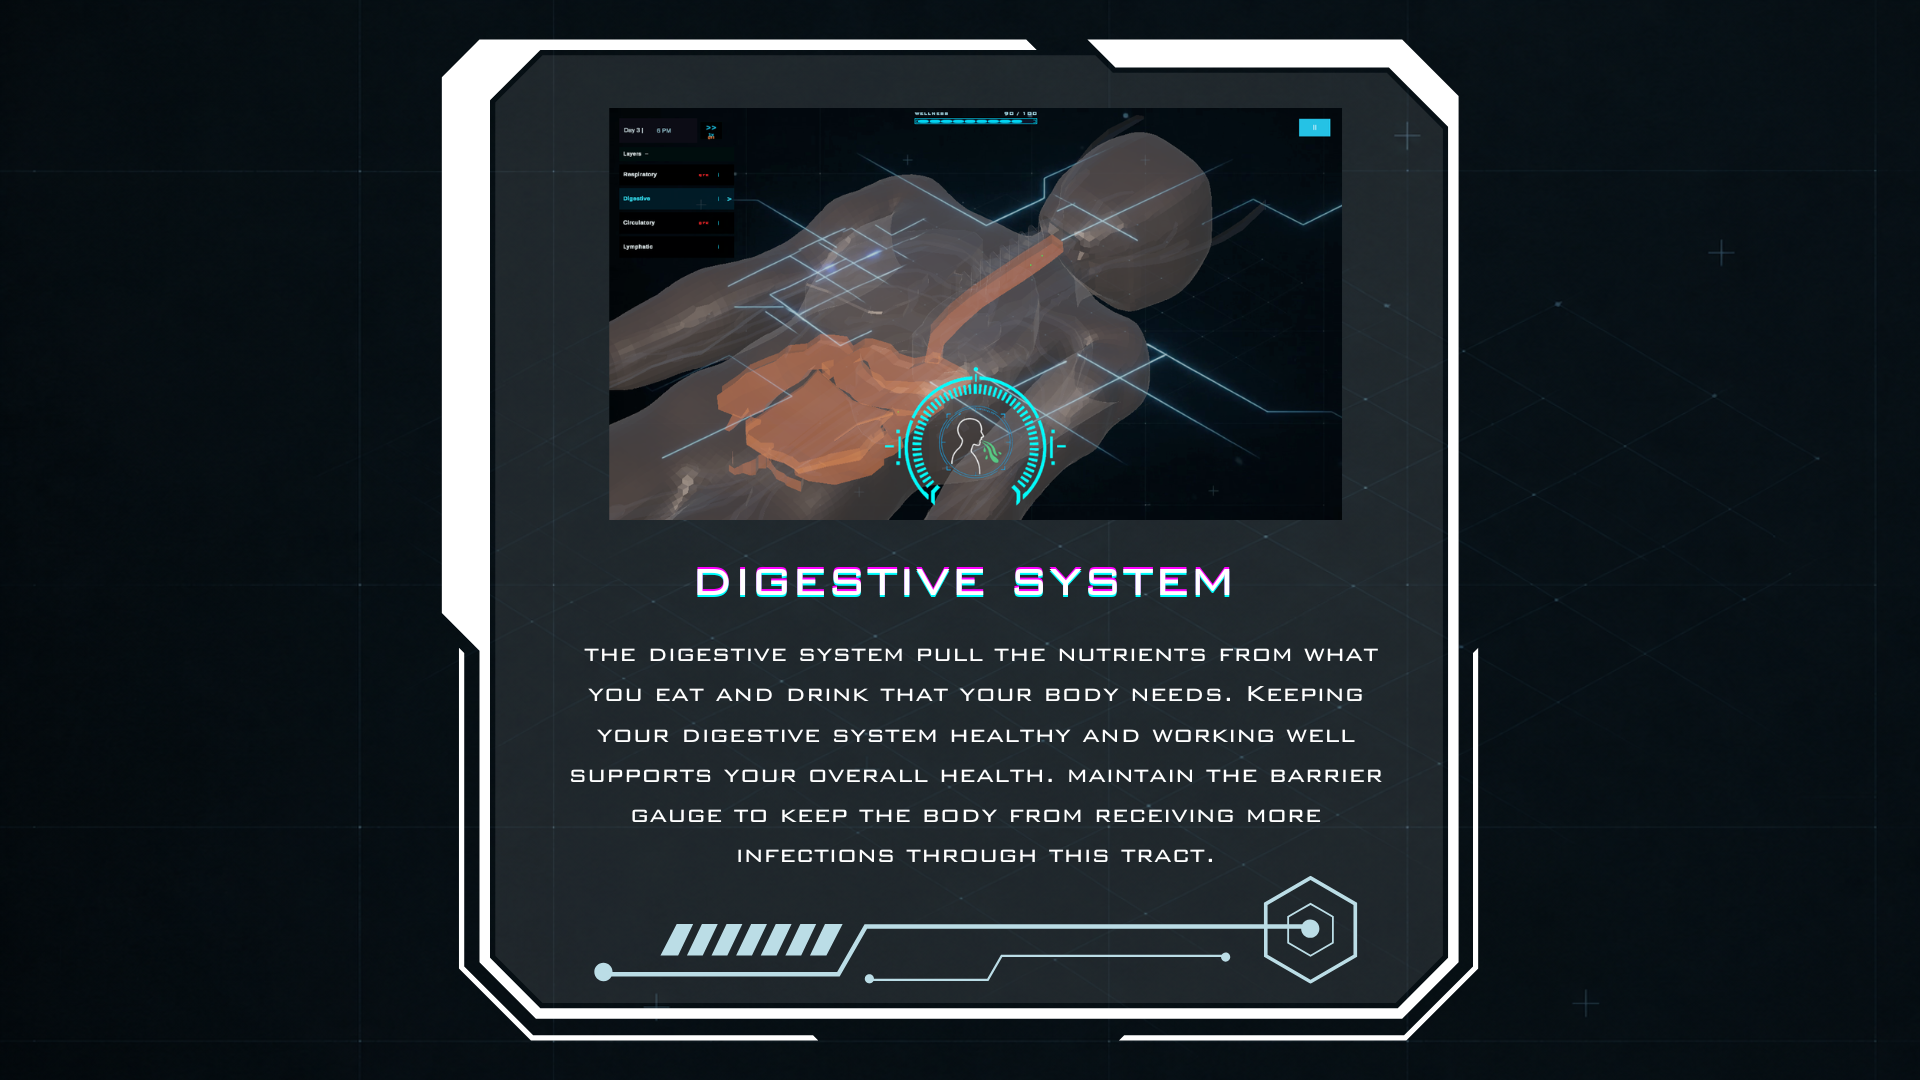 WELLNESS 90 / 100
Day 3 | 6 PM >>
Layers -
Respiratory
Digestive >
Circulatory
Lymphatic
DIGESTIVE SYSTEM
THE DIGESTIVE SYSTEM PULL THE NUTRIENTS FROM WHAT
YOU EAT AND DRINK THAT YOUR BODY NEEDS. KEEPING
YOUR DIGESTIVE SYSTEM HEALTHY AND WORKING WELL
SUPPORTS YOUR OVERALL HEALTH. MAINTAIN THE BARRIER
GAUGE TO KEEP THE BODY FROM RECEIVING MORE
INFECTIONS THROUGH THIS TRACT.